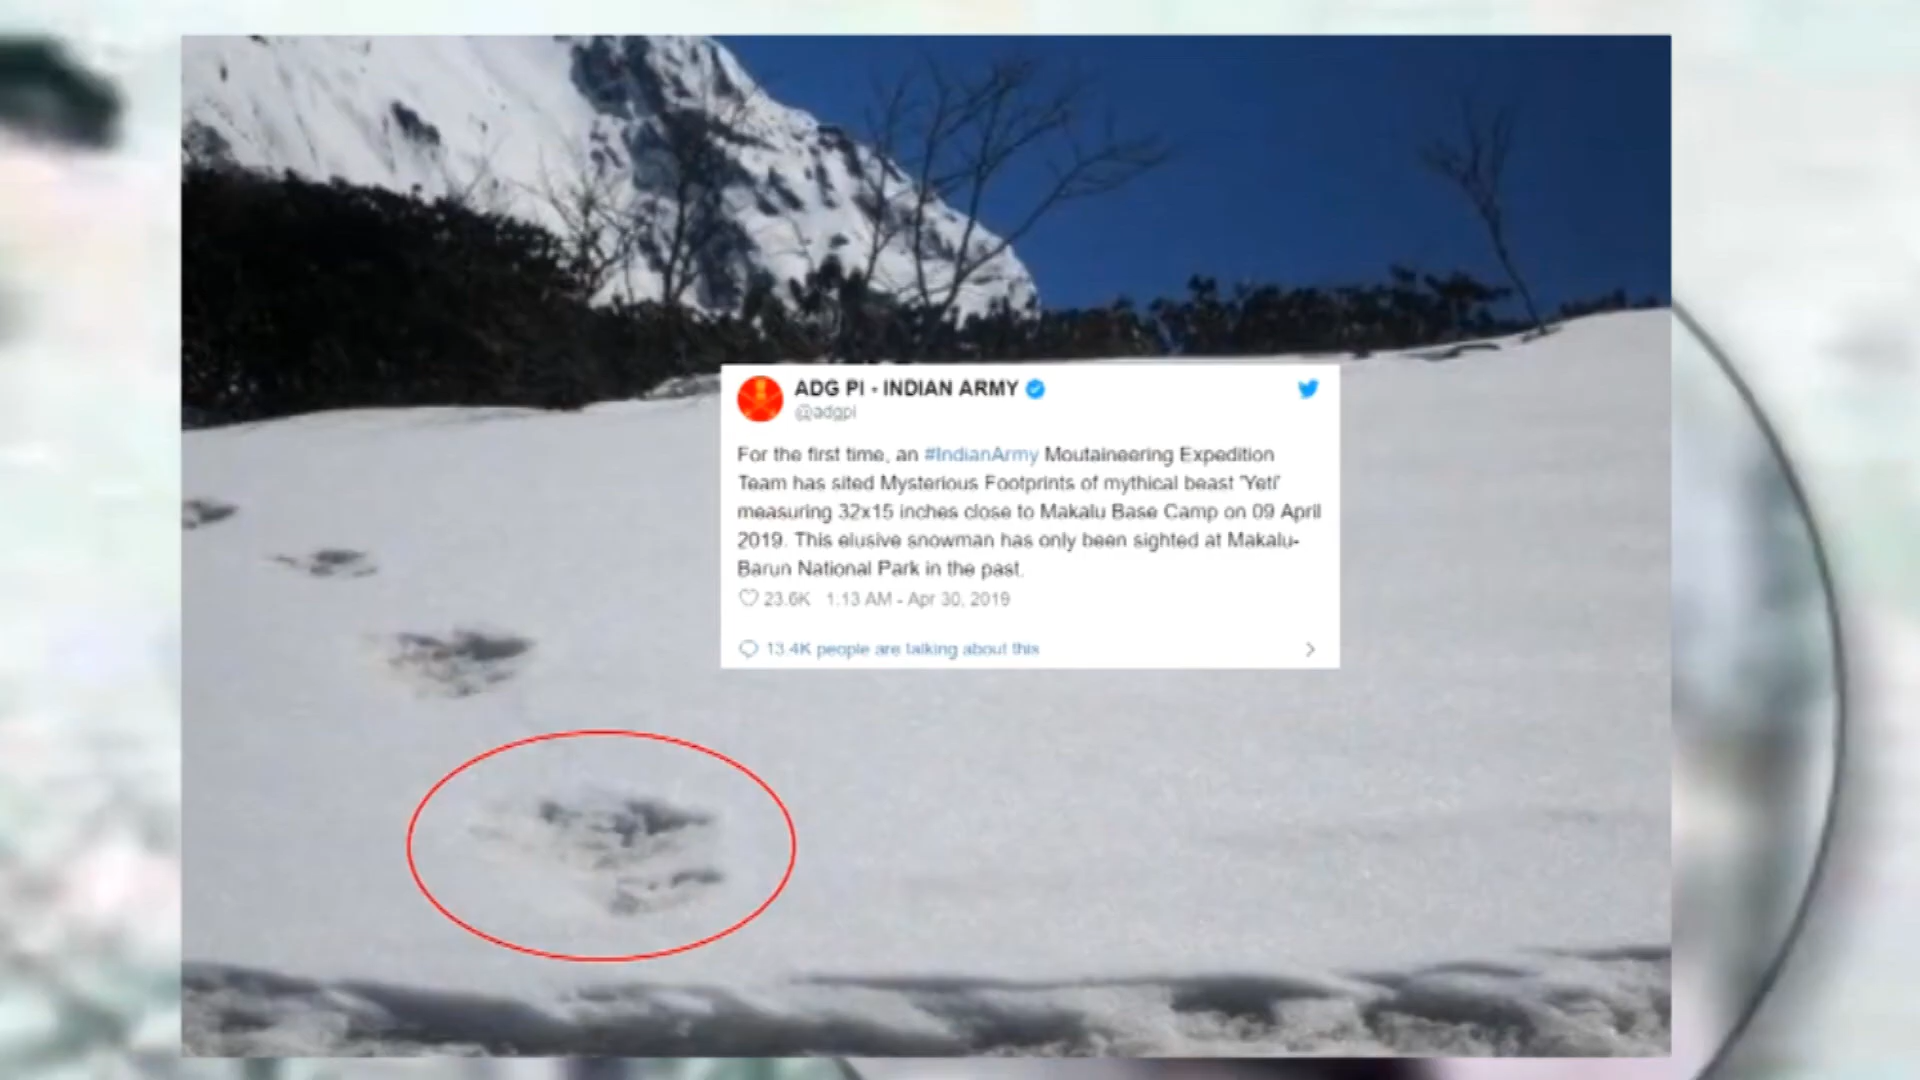 ADG PI - INDIAN ARMY
@adgpi
For the first time, an #IndianArmy Moutaineering Expedition
Team has sited Mysterious Footprints of mythical beast 'Yeti'
measuring 32x15 inches close to Makalu Base Camp on 09 April
2019. This elusive snowman has only been sighted at Makalu-
Barun National Park in the past.
23.6K 1:13 AM - Apr 30, 2019
13.4K people are talking about this